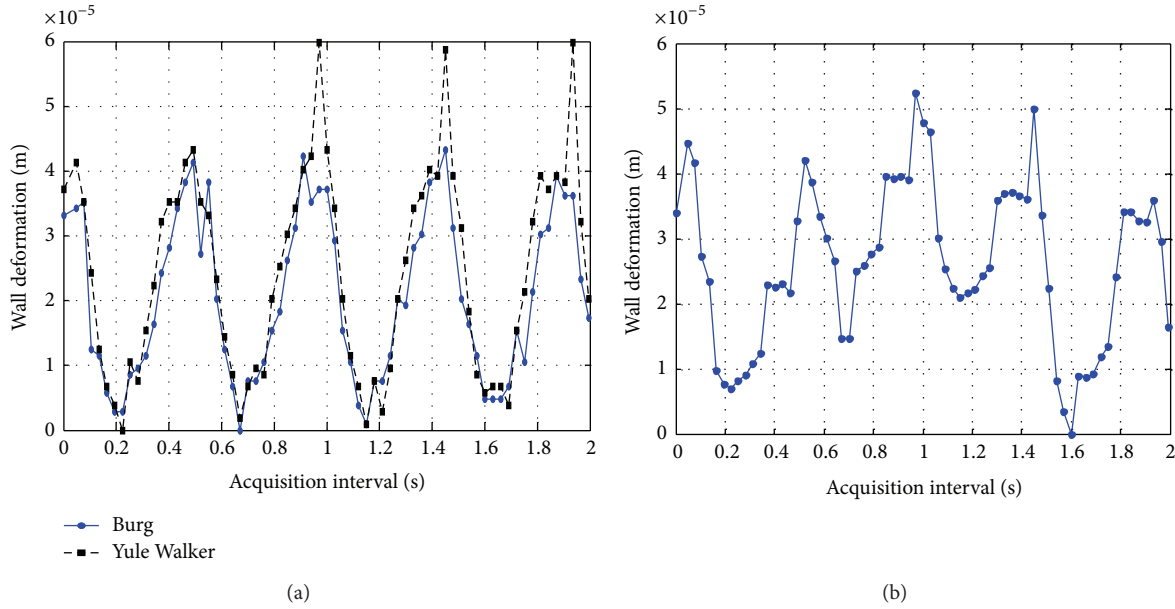 ×10⁻⁵
6
5
4
3
2
1
0
Wall deformation (m)
0 0.2 0.4 0.6 0.8 1 1.2 1.4 1.6 1.8 2
Acquisition interval (s)
Burg
Yule Walker
(a)
×10⁻⁵
6
5
4
3
2
1
0
Wall deformation (m)
0 0.2 0.4 0.6 0.8 1 1.2 1.4 1.6 1.8 2
Acquisition interval (s)
(b)